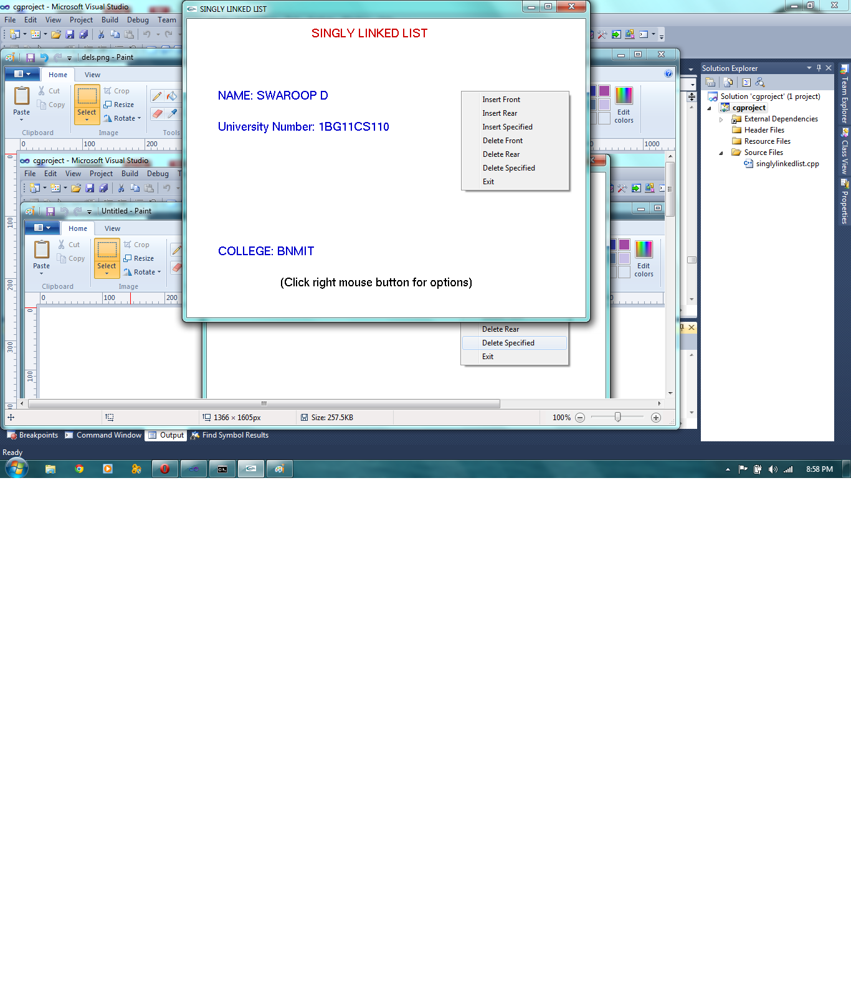 cgproject - Microsoft Visual Studio
File Edit View Project Build Debug Team
dels.png - Paint
Home View
Paste
Cut
Copy
Clipboard
Select
Crop
Resize
Rotate
Image
Tools
0 100 200
cgproject - Microsoft Visual Studio
File Edit View Project Build Debug T
Untitled - Paint
Home View
Paste
Cut
Copy
Clipboard
Select
Crop
Resize
Rotate
Image
0 100 200
0
100
200
300
0
100
SINGLY LINKED LIST
SINGLY LINKED LIST
NAME: SWAROOP D
University Number: 1BG11CS110
COLLEGE: BNMIT
(Click right mouse button for options)
Insert Front
Insert Rear
Insert Specified
Delete Front
Delete Rear
Delete Specified
Exit
Delete Rear
Delete Specified
Exit
Edit
colors
1000
Edit
colors
Solution Explorer
Solution 'cgproject' (1 project)
cgproject
External Dependencies
Header Files
Resource Files
Source Files
singlylinkedlist.cpp
Team Explorer
Class View
Properties
1366 × 1605px
Size: 257.5KB
100%
Breakpoints Command Window Output Find Symbol Results
Ready
8:58 PM